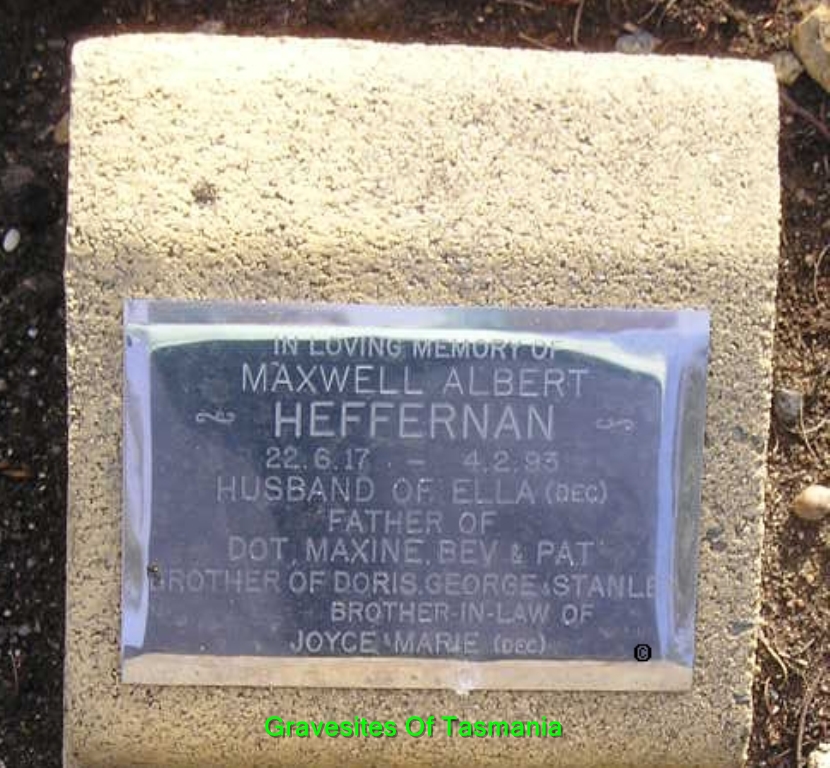 IN LOVING MEMORY OF
MAXWELL ALBERT
HEFFERNAN
22.6.17 - 4.2.93
HUSBAND OF ELLA (DEC)
FATHER OF
DOT, MAXINE, BEV & PAT
BROTHER OF DORIS, GEORGE & STANLE
BROTHER-IN-LAW OF
JOYCE MARIE (DEC)
©
Gravesites Of Tasmania